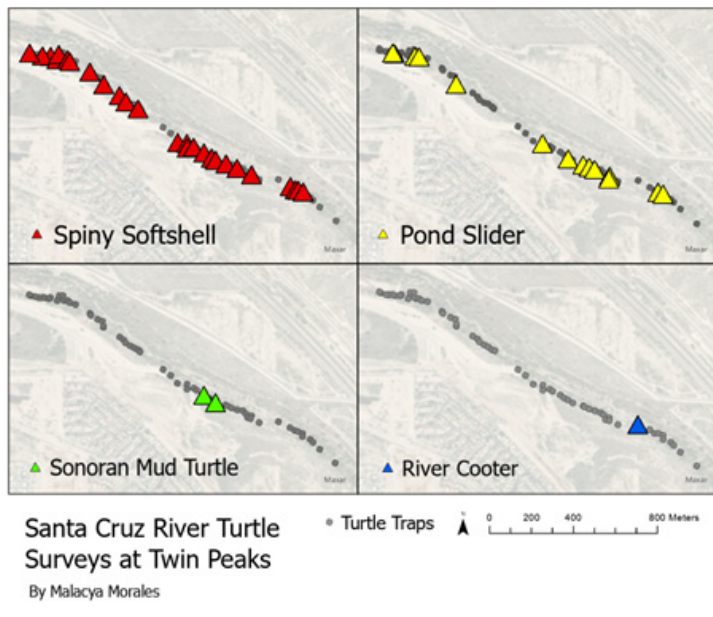 Spiny Softshell
Maxar
Pond Slider
Maxar
Sonoran Mud Turtle
Maxar
River Cooter
Maxar
Santa Cruz River Turtle
Surveys at Twin Peaks
By Malacya Morales
Turtle Traps
N
0 200 400 800 Meters